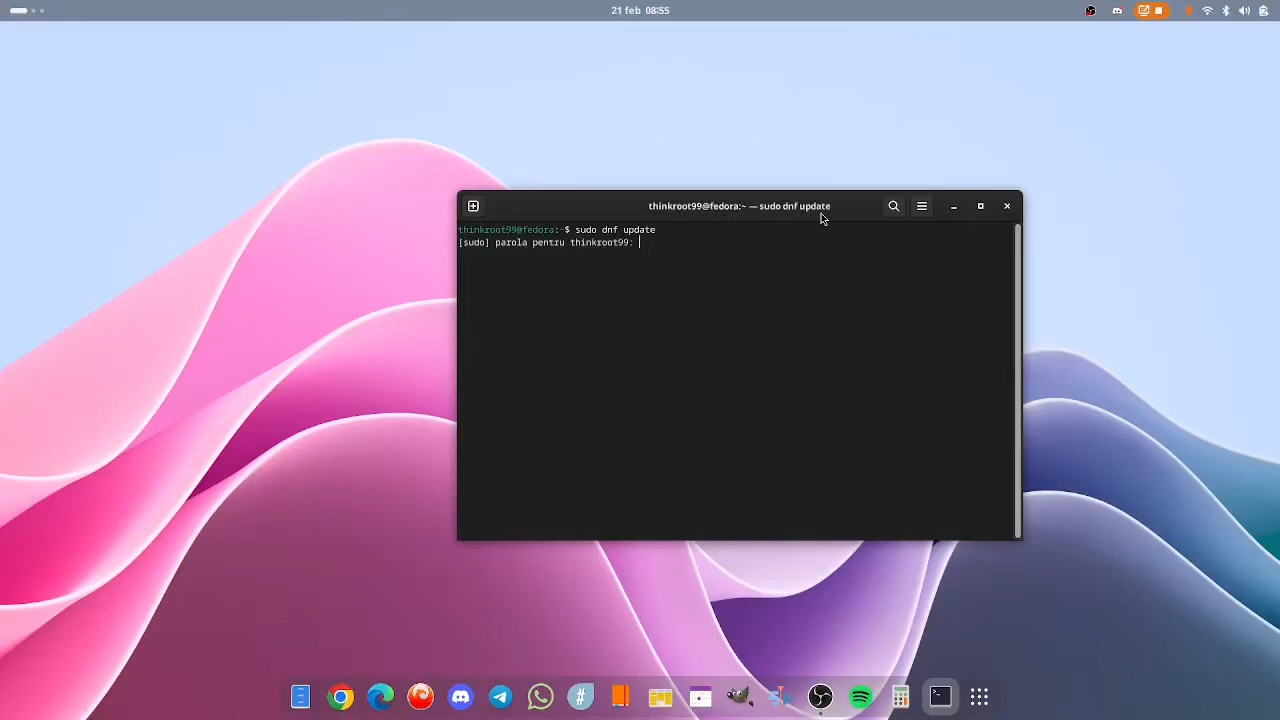 21 feb 08:55
thinkroot99@fedora:~ — sudo dnf update
thinkroot99@fedora:~$ sudo dnf update
[sudo] parola pentru thinkroot99: